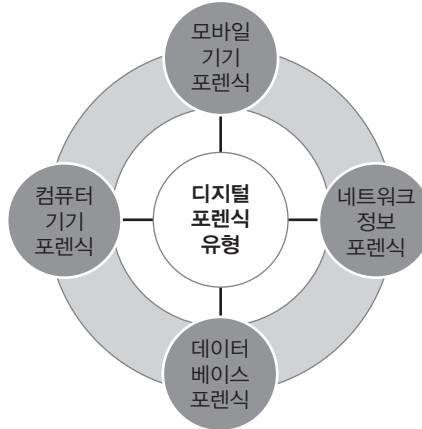 모바일
기기
포렌식
컴퓨터
기기
포렌식
디지털
포렌식
유형
네트워크
정보
포렌식
데이터
베이스
포렌식